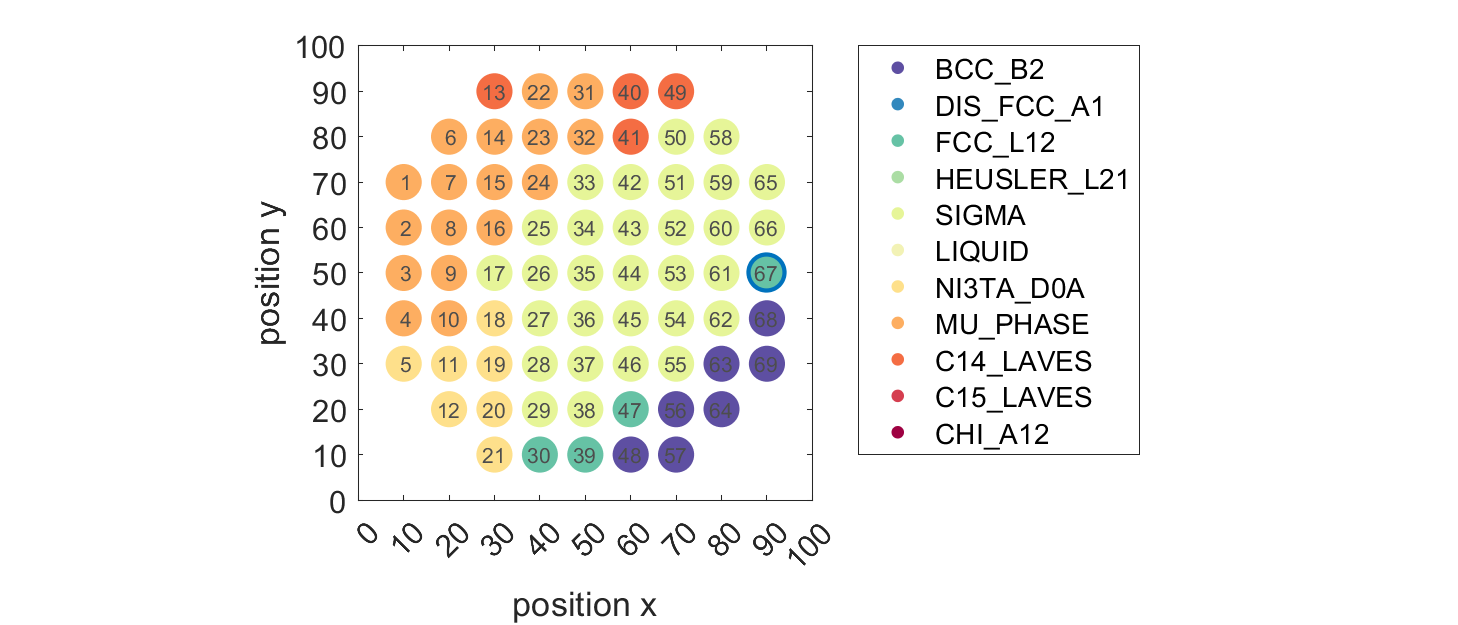 100
90
80
70
60
50
40
30
20
10
0
position y
13 22 31 40 49
6 14 23 32 41 50 58
1 7 15 24 33 42 51 59 65
2 8 16 25 34 43 52 60 66
3 9 17 26 35 44 53 61 67
4 10 18 27 36 45 54 62 68
5 11 19 28 37 46 55 63 69
12 20 29 38 47 56 64
21 30 39 48 57
0 10 20 30 40 50 60 70 80 90 100
position x
BCC_B2
DIS_FCC_A1
FCC_L12
HEUSLER_L21
SIGMA
LIQUID
NI3TA_D0A
MU_PHASE
C14_LAVES
C15_LAVES
CHI_A12